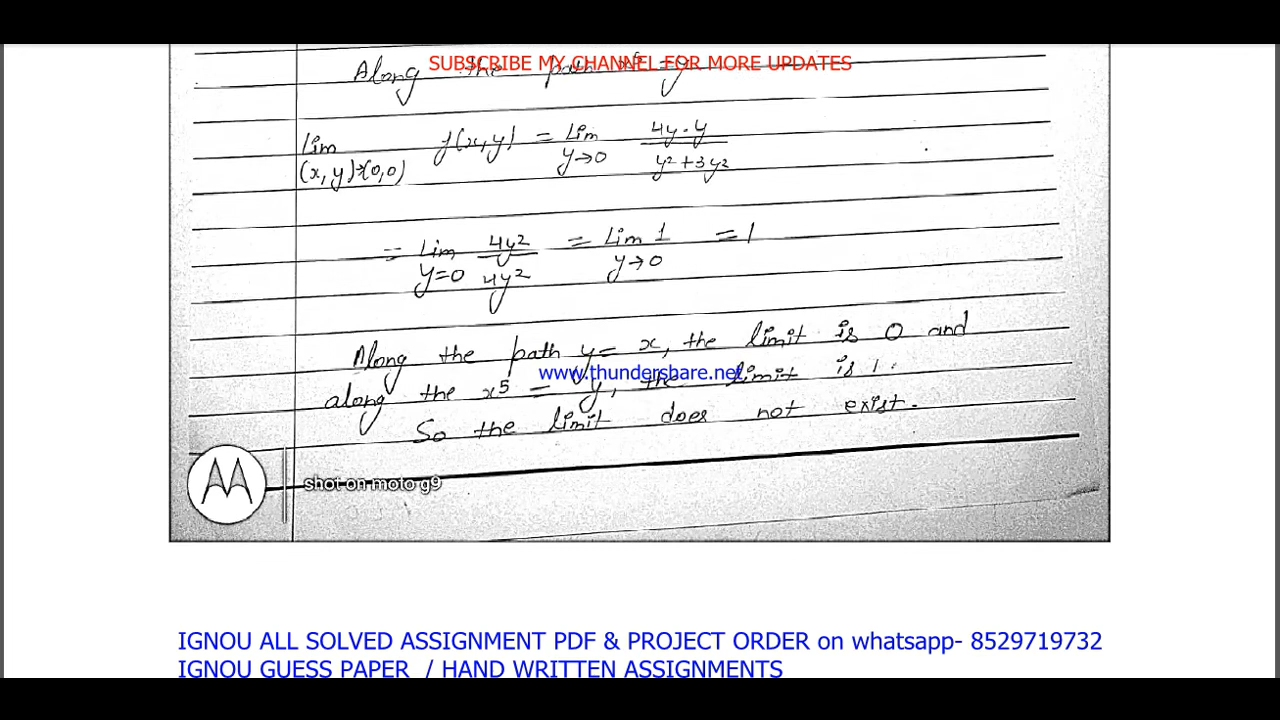 SUBSCRIBE MY CHANNEL FOR MORE UPDATES
Along the path x⁵ = y
Lim f(x,y) = Lim 4y·y
(x,y)→(0,0) y→0 y²+3y²
= Lim 4y² = Lim 1 = 1
y=0 4y² y→0
Along the path y = x, the limit is 0 and
www.thundershare.net
along the x⁵ = y, the limit is 1.
So the limit does not exist.
shot on moto g9
IGNOU ALL SOLVED ASSIGNMENT PDF & PROJECT ORDER on whatsapp- 8529719732
IGNOU GUESS PAPER / HAND WRITTEN ASSIGNMENTS